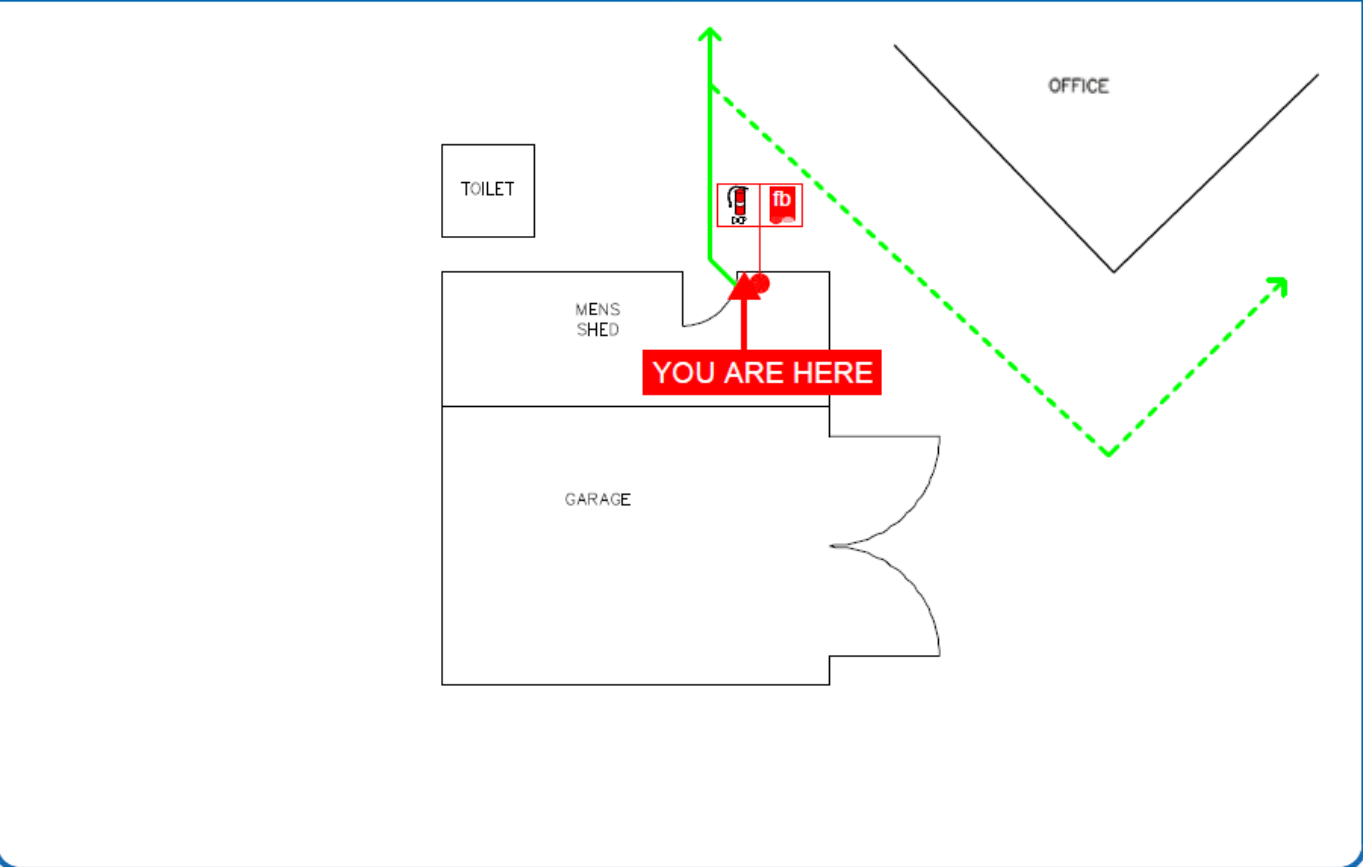 OFFICE
TOILET
DCP
fb
MENS
SHED
YOU ARE HERE
GARAGE